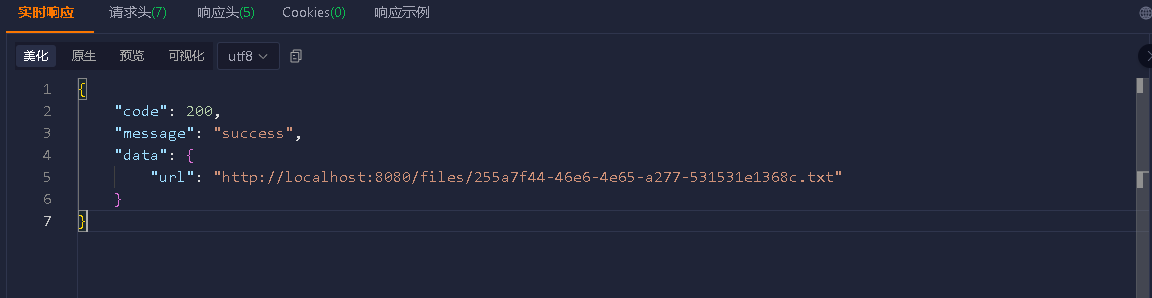 实时响应 请求头(7) 响应头(5) Cookies(0) 响应示例
美化 原生 预览 可视化 utf8
1 {
2 "code": 200,
3 "message": "success",
4 "data": {
5 "url": "http://localhost:8080/files/255a7f44-46e6-4e65-a277-531531e1368c.txt"
6 }
7 }